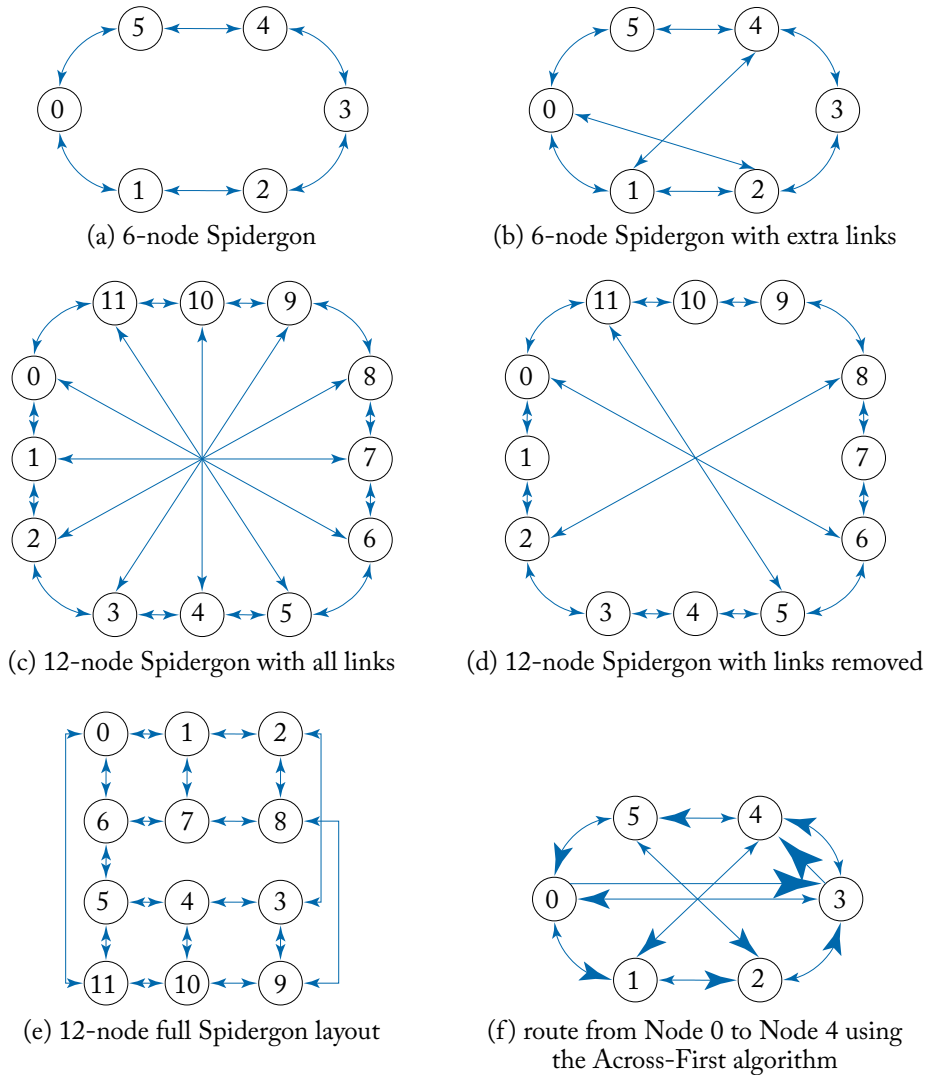 5 4
0 3
1 2
(a) 6-node Spidergon
5 4
0 3
1 2
(b) 6-node Spidergon with extra links
11 10 9
0 8
1 7
2 6
3 4 5
(c) 12-node Spidergon with all links
11 10 9
0 8
1 7
2 6
3 4 5
(d) 12-node Spidergon with links removed
0 1 2
6 7 8
5 4 3
11 10 9
(e) 12-node full Spidergon layout
5 4
0 3
1 2
(f) route from Node 0 to Node 4 using
the Across-First algorithm